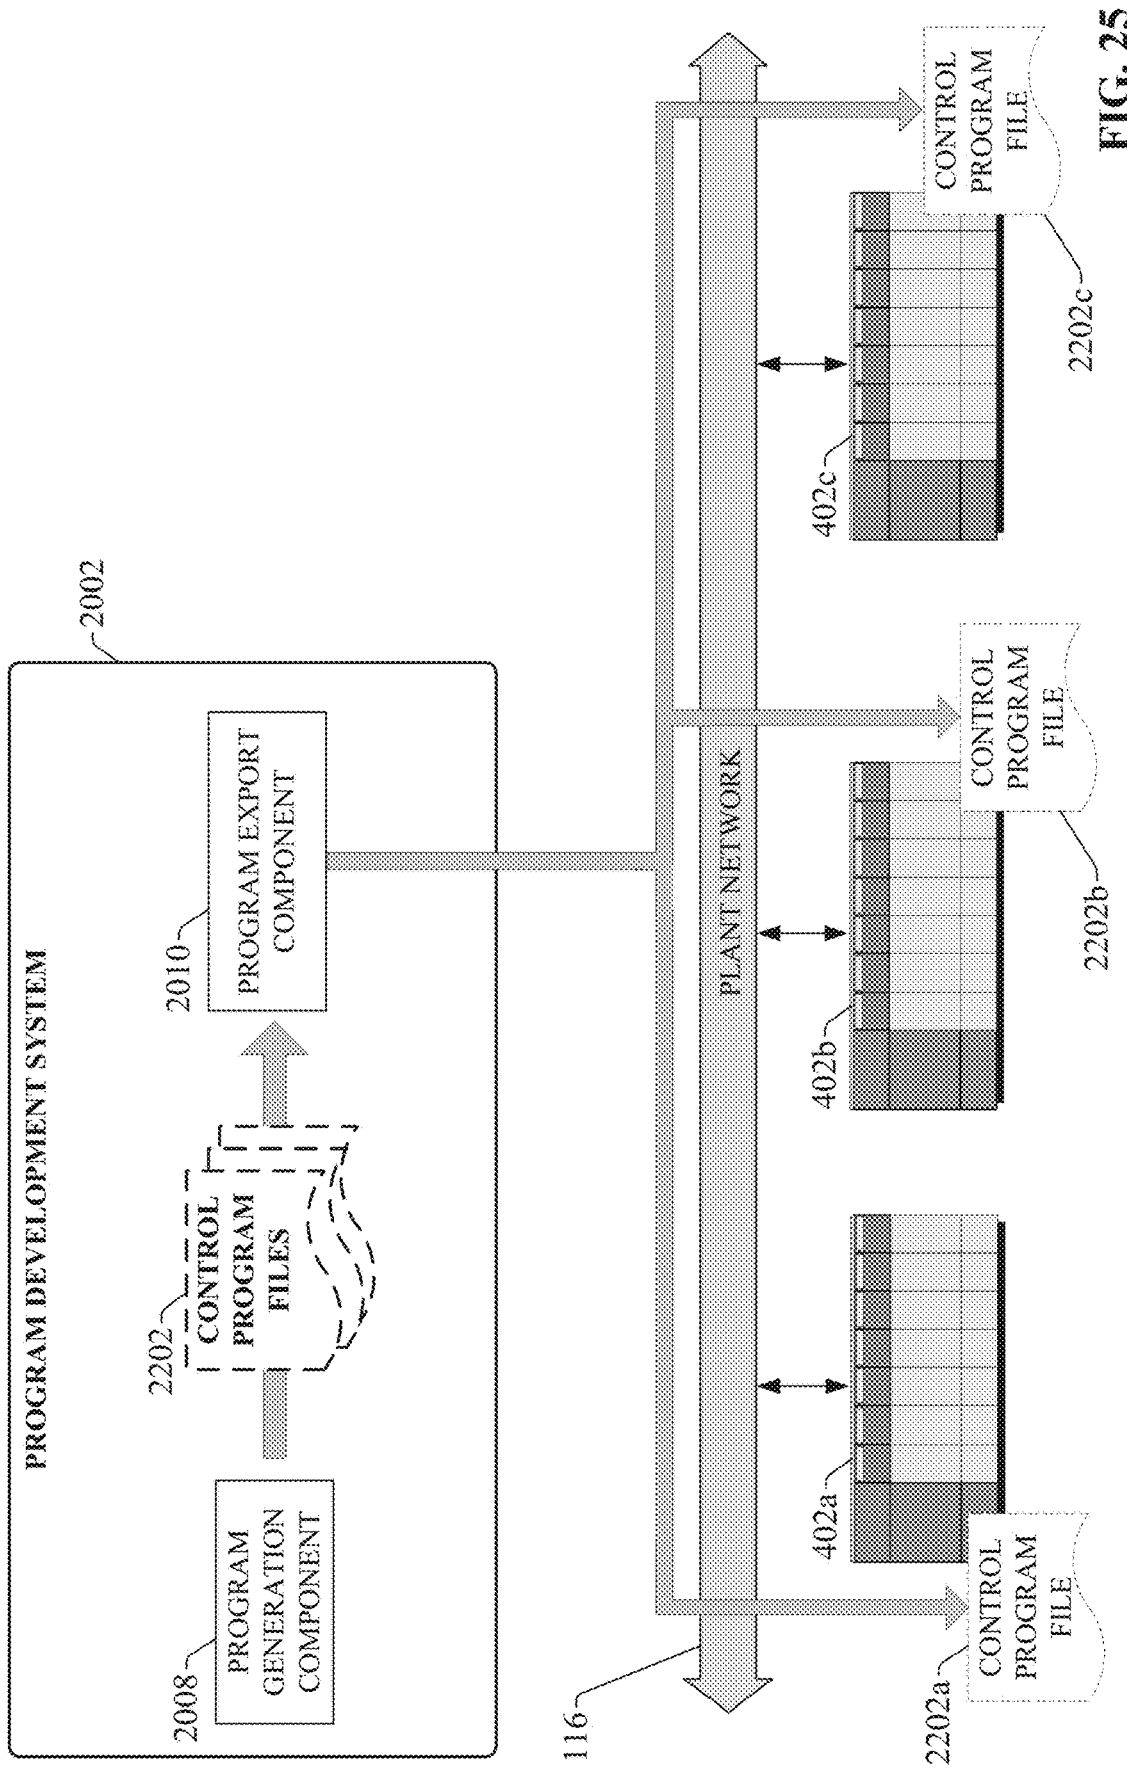 PROGRAM DEVELOPMENT SYSTEM
2002
2008
PROGRAM
GENERATION
COMPONENT
2202
CONTROL
PROGRAM
FILES
2010
PROGRAM EXPORT
COMPONENT
116
PLANT NETWORK
402a
402b
402c
2202a
CONTROL
PROGRAM
FILE
2202b
CONTROL
PROGRAM
FILE
2202c
CONTROL
PROGRAM
FILE
FIG. 25